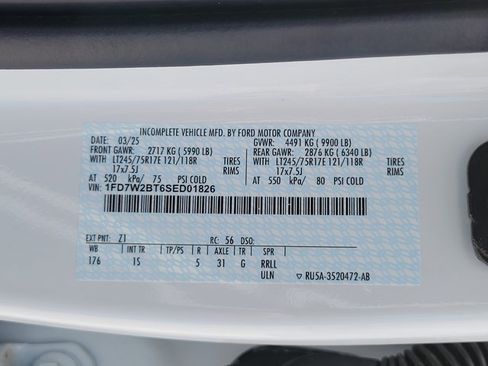 INCOMPLETE VEHICLE MFD. BY FORD MOTOR COMPANY
DATE: 03/25 GVWR: 4491 KG ( 9900 LB)
FRONT GAWR: 2717 KG ( 5990 LB) REAR GAWR: 2876 KG ( 6340 LB)
WITH LT245/75R17E 121/118R TIRES WITH LT245/75R17E 121/118R TIRES
17x7.5J RIMS 17x7.5J RIMS
AT 520 kPa/ 75 PSI COLD AT 550 kPa/ 80 PSI COLD
VIN: 1FD7W2BT6SED01826
EXT PNT: Z1 RC: 56 DSO:
WB INT TR TP/PS R AXLE TR SPR
176 1S 5 31 G RRLL
ULN ▽ RU5A-3520472-AB